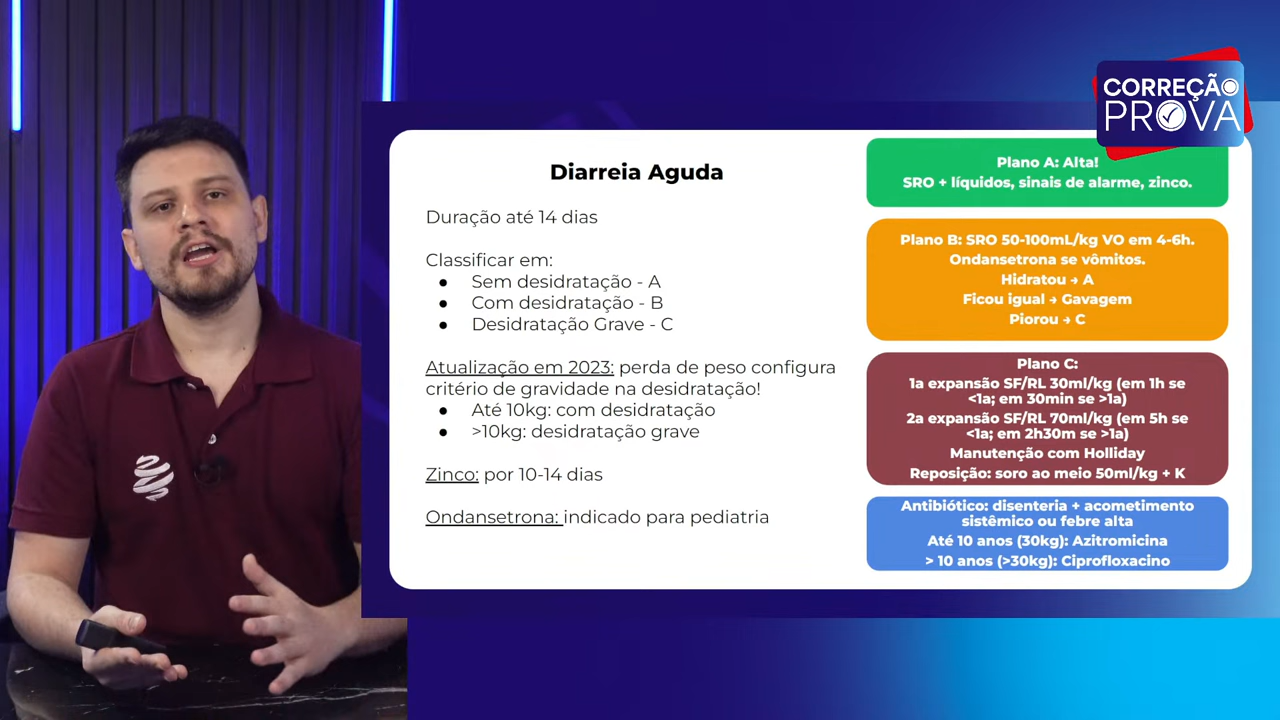 CORREÇÃO
PROVA
Diarreia Aguda
Duração até 14 dias
Classificar em:
● Sem desidratação - A
● Com desidratação - B
● Desidratação Grave - C
Atualização em 2023: perda de peso configura
critério de gravidade na desidratação!
● Até 10kg: com desidratação
● >10kg: desidratação grave
Zinco: por 10-14 dias
Ondansetrona: indicado para pediatria
Plano A: Alta!
SRO + líquidos, sinais de alarme, zinco.
Plano B: SRO 50-100mL/kg VO em 4-6h.
Ondansetrona se vômitos.
Hidratou → A
Ficou igual → Gavagem
Piorou → C
Plano C:
1a expansão SF/RL 30ml/kg (em 1h se
<1a; em 30min se >1a)
2a expansão SF/RL 70ml/kg (em 5h se
<1a; em 2h30m se >1a)
Manutenção com Holliday
Reposição: soro ao meio 50ml/kg + K
Antibiótico: disenteria + acometimento
sistêmico ou febre alta
Até 10 anos (30kg): Azitromicina
> 10 anos (>30kg): Ciprofloxacino